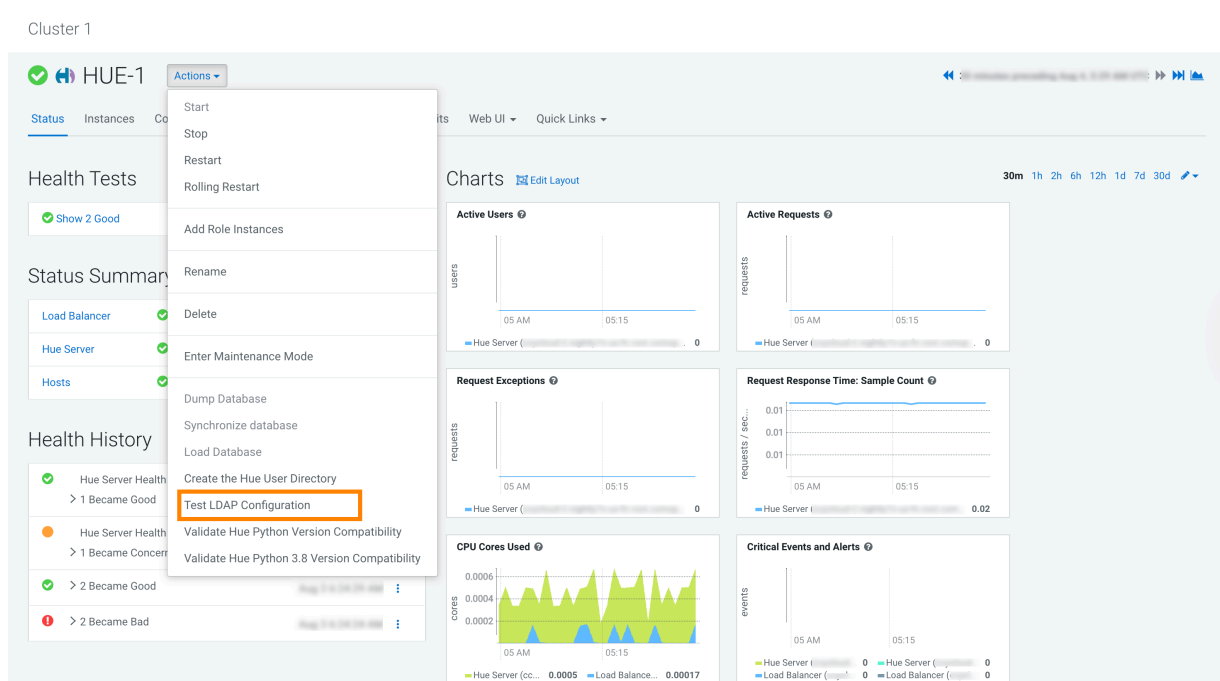 Cluster 1
HUE-1
Actions
Status
Instances
Co
its
Web UI
Quick Links
Start
Stop
Restart
Rolling Restart
Add Role Instances
Rename
Delete
Enter Maintenance Mode
Dump Database
Synchronize database
Load Database
Create the Hue User Directory
Test LDAP Configuration
Validate Hue Python Version Compatibility
Validate Hue Python 3.8 Version Compatibility
Health Tests
Show 2 Good
Status Summary
Load Balancer
Hue Server
Hosts
Health History
Hue Server Health
1 Became Good
Hue Server Health
1 Became Concern
2 Became Good
2 Became Bad
Charts
Edit Layout
30m 1h 2h 6h 12h 1d 7d 30d
Active Users
users
05 AM 05:15
Hue Server ( . 0
Active Requests
requests
05 AM 05:15
Hue Server ( . 0
Request Exceptions
requests
05 AM 05:15
Hue Server ( 0
Request Response Time: Sample Count
requests / sec...
0.01
0.01
0.01
05 AM 05:15
Hue Server ( 0.02
CPU Cores Used
cores
0.0006
0.0004
0.0002
05 AM 05:15
Hue Server (cc... 0.0005 Load Balance... 0.00017
Critical Events and Alerts
events
05 AM 05:15
Hue Server ( 0 Hue Server ( 0
Load Balancer ( 0 Load Balancer ( 0